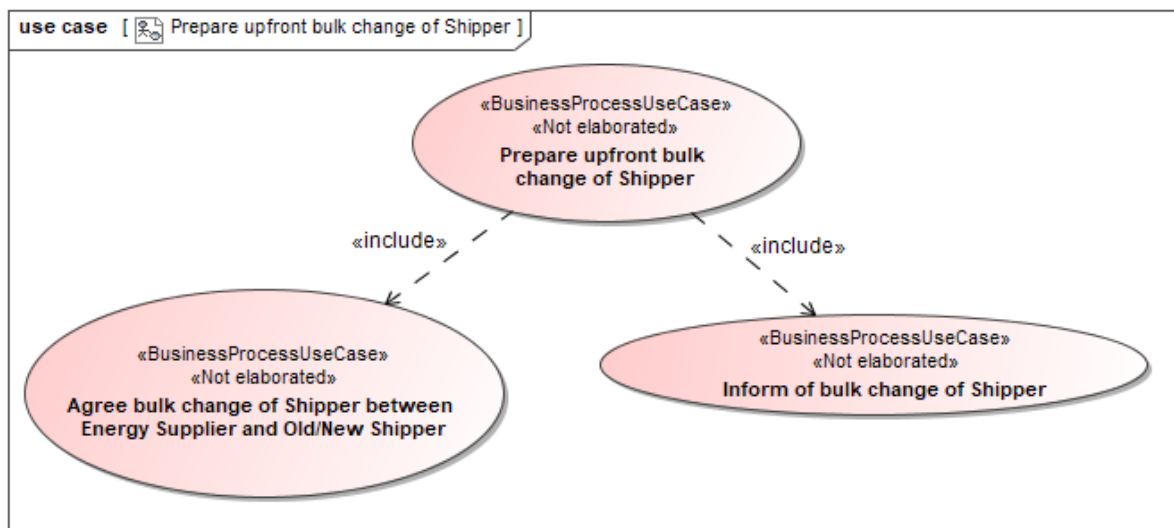 use case [ Prepare upfront bulk change of Shipper ]
«BusinessProcessUseCase»
«Not elaborated»
Prepare upfront bulk
change of Shipper
«include»
«include»
«BusinessProcessUseCase»
«Not elaborated»
Agree bulk change of Shipper between
Energy Supplier and Old/New Shipper
«BusinessProcessUseCase»
«Not elaborated»
Inform of bulk change of Shipper